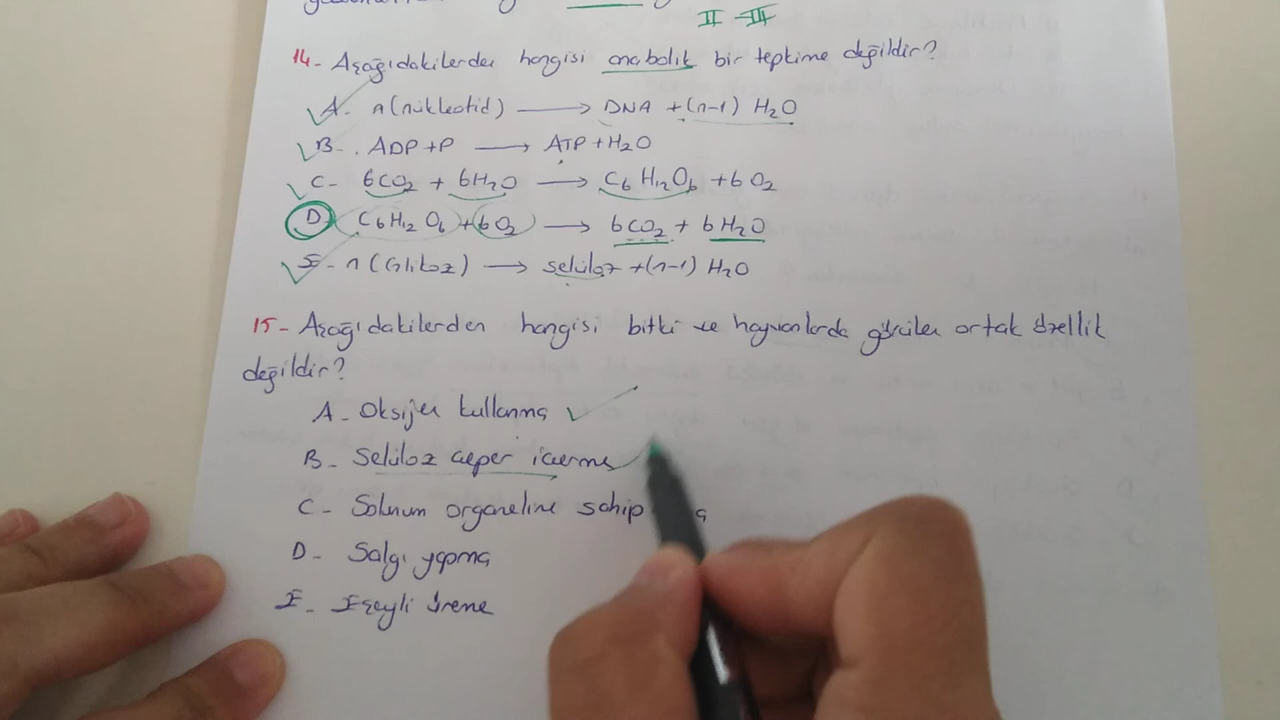 II - III
14- Aşağıdakilerden hangisi anabolik bir tepkime değildir?
A- n(nükleotid) → DNA + (n-1) H2O
B- ADP + P → ATP + H2O
C- 6CO2 + 6H2O → C6H12O6 + 6O2
D- C6H12O6 + 6O2 → 6CO2 + 6H2O
E- n(Glikoz) → selüloz + (n-1) H2O
15- Aşağıdakilerden hangisi bitki ve hayvanlarda görülen ortak özellik
değildir?
A- Oksijen kullanma
B- Selüloz çeper içerme
C- Solunum organeline sahip
D- Salgı yapma
E- Eşeyli üreme